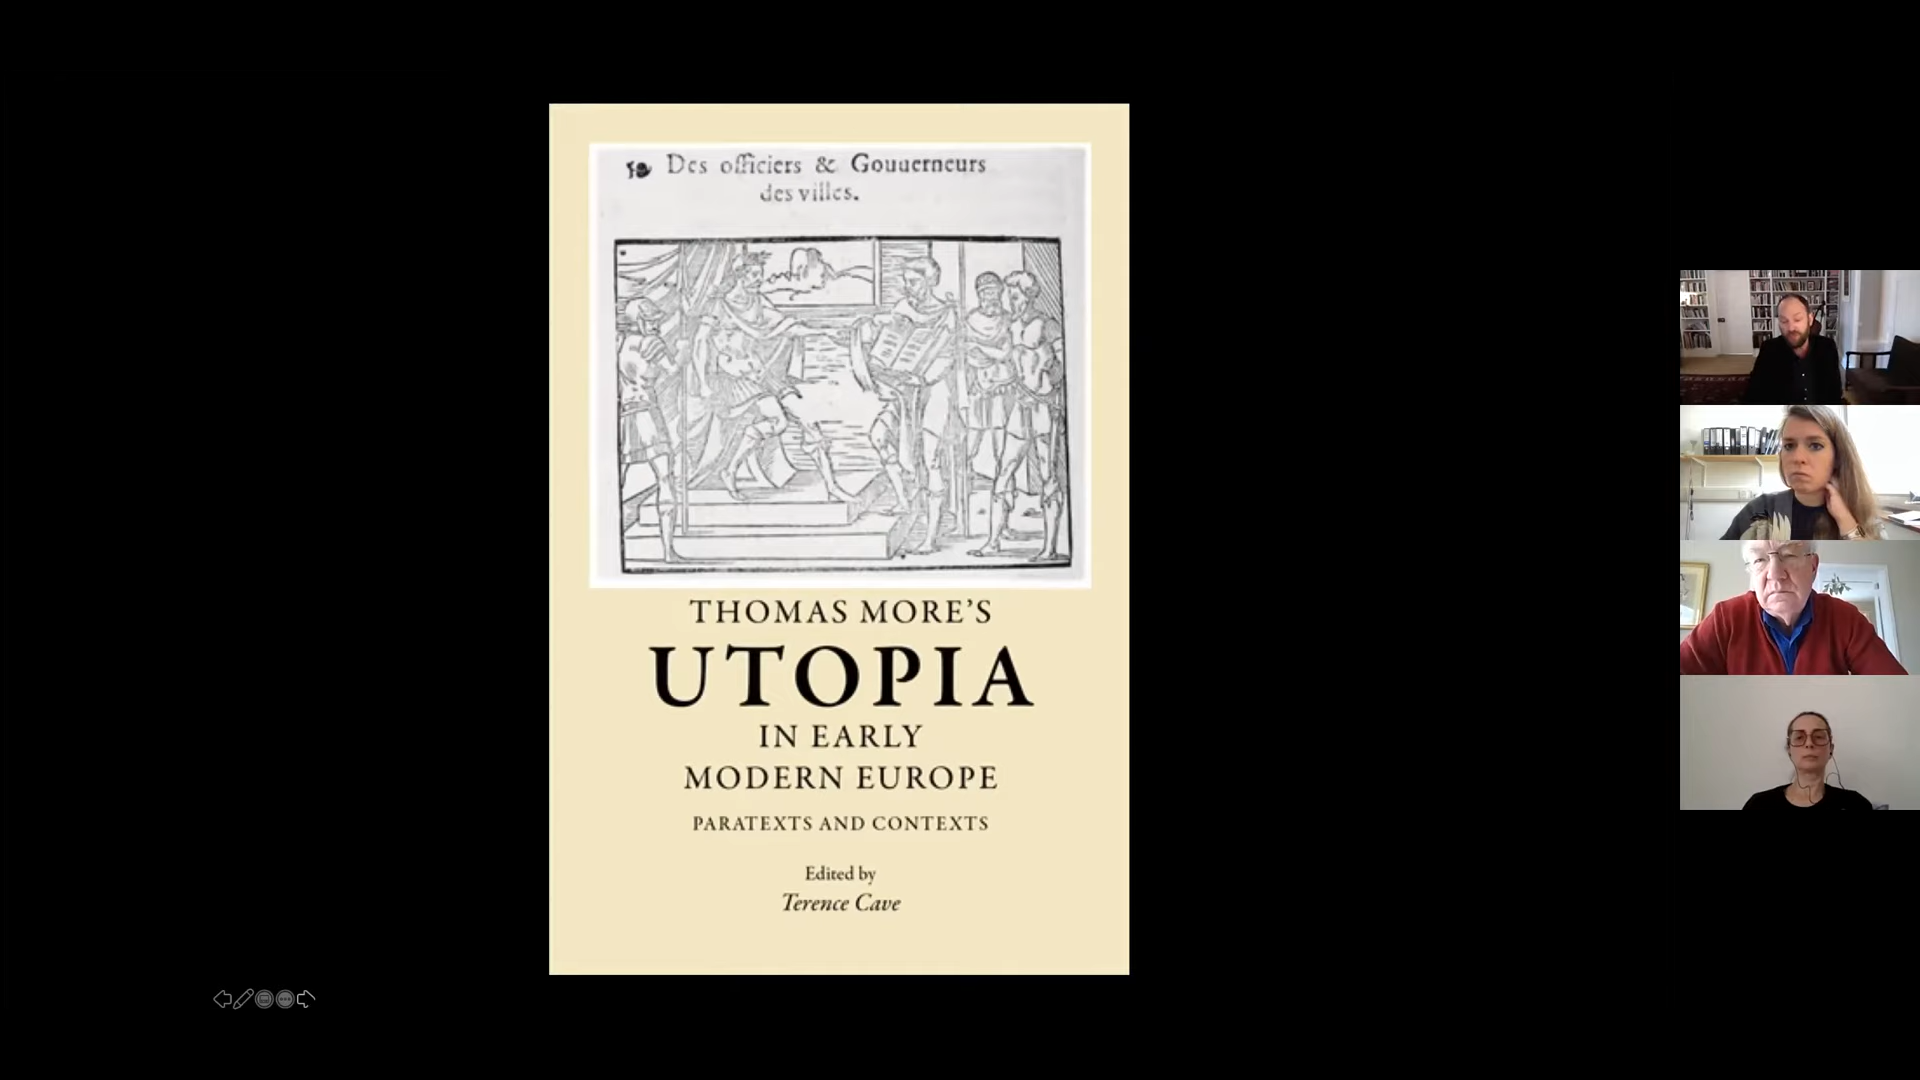 Des officiers & Gouuerneurs
des villes.
THOMAS MORE’S
UTOPIA
IN EARLY
MODERN EUROPE
PARATEXTS AND CONTEXTS
Edited by
Terence Cave